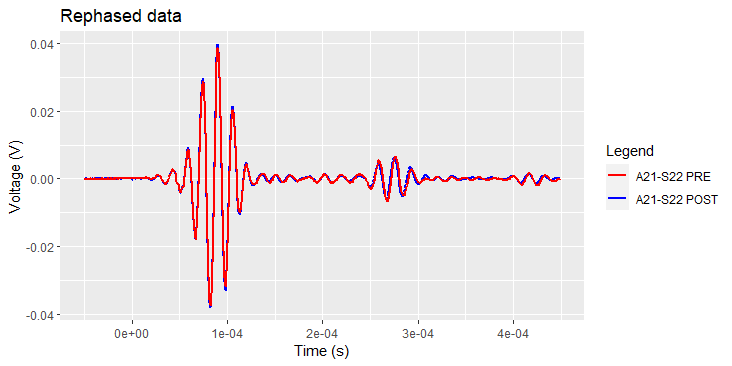 Rephased data
0.04
0.02
0.00
-0.02
-0.04
Voltage (V)
0e+00 1e-04 2e-04 3e-04 4e-04
Time (s)
Legend
A21-S22 PRE
A21-S22 POST